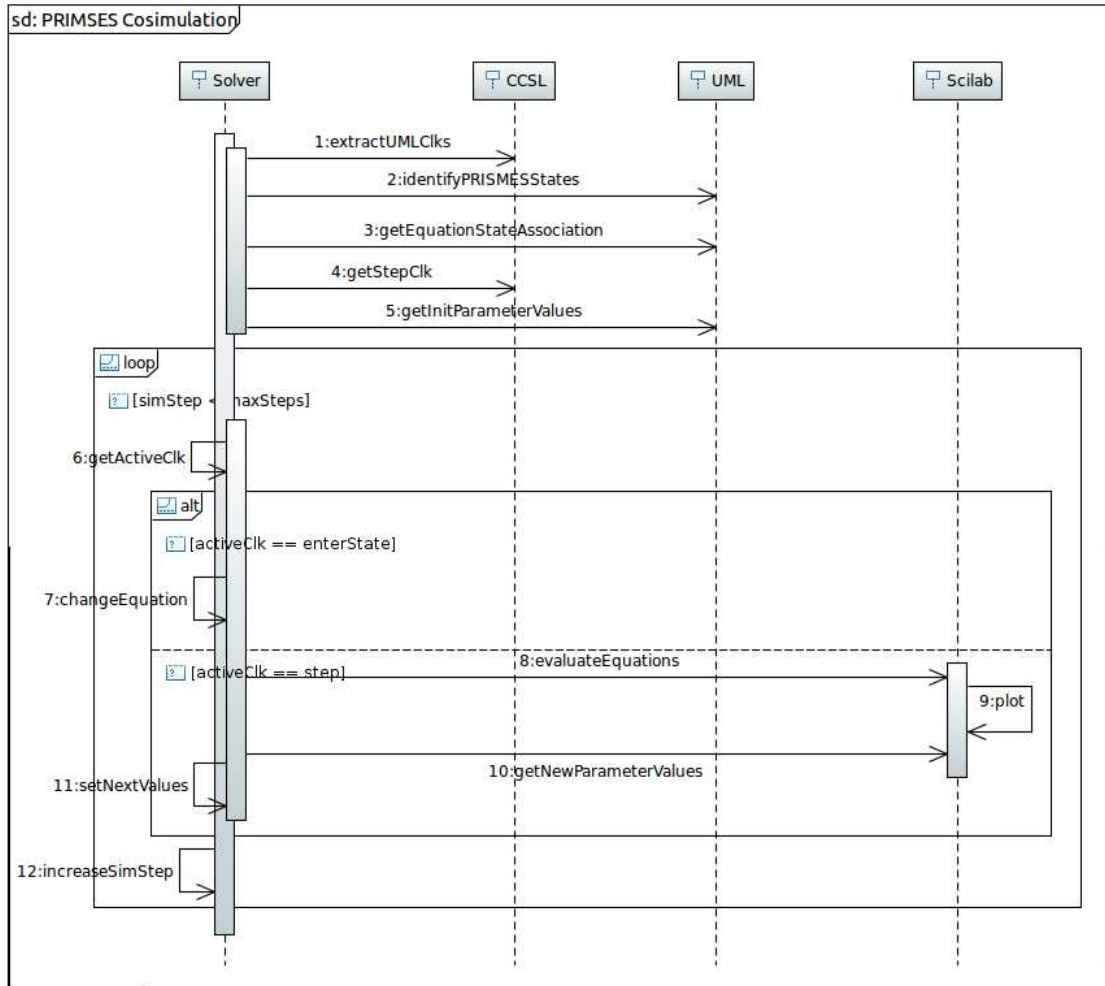 sd: PRIMSES Cosimulation
Solver
CCSL
UML
Scilab
1:extractUMLClks
2:identifyPRISMESStates
3:getEquationStateAssociation
4:getStepClk
5:getInitParameterValues
loop
[simStep < maxSteps]
6:getActiveClk
alt
[activeClk == enterState]
7:changeEquation
8:evaluateEquations
[activeClk == step]
9:plot
10:getNewParameterValues
11:setNextValues
12:increaseSimStep